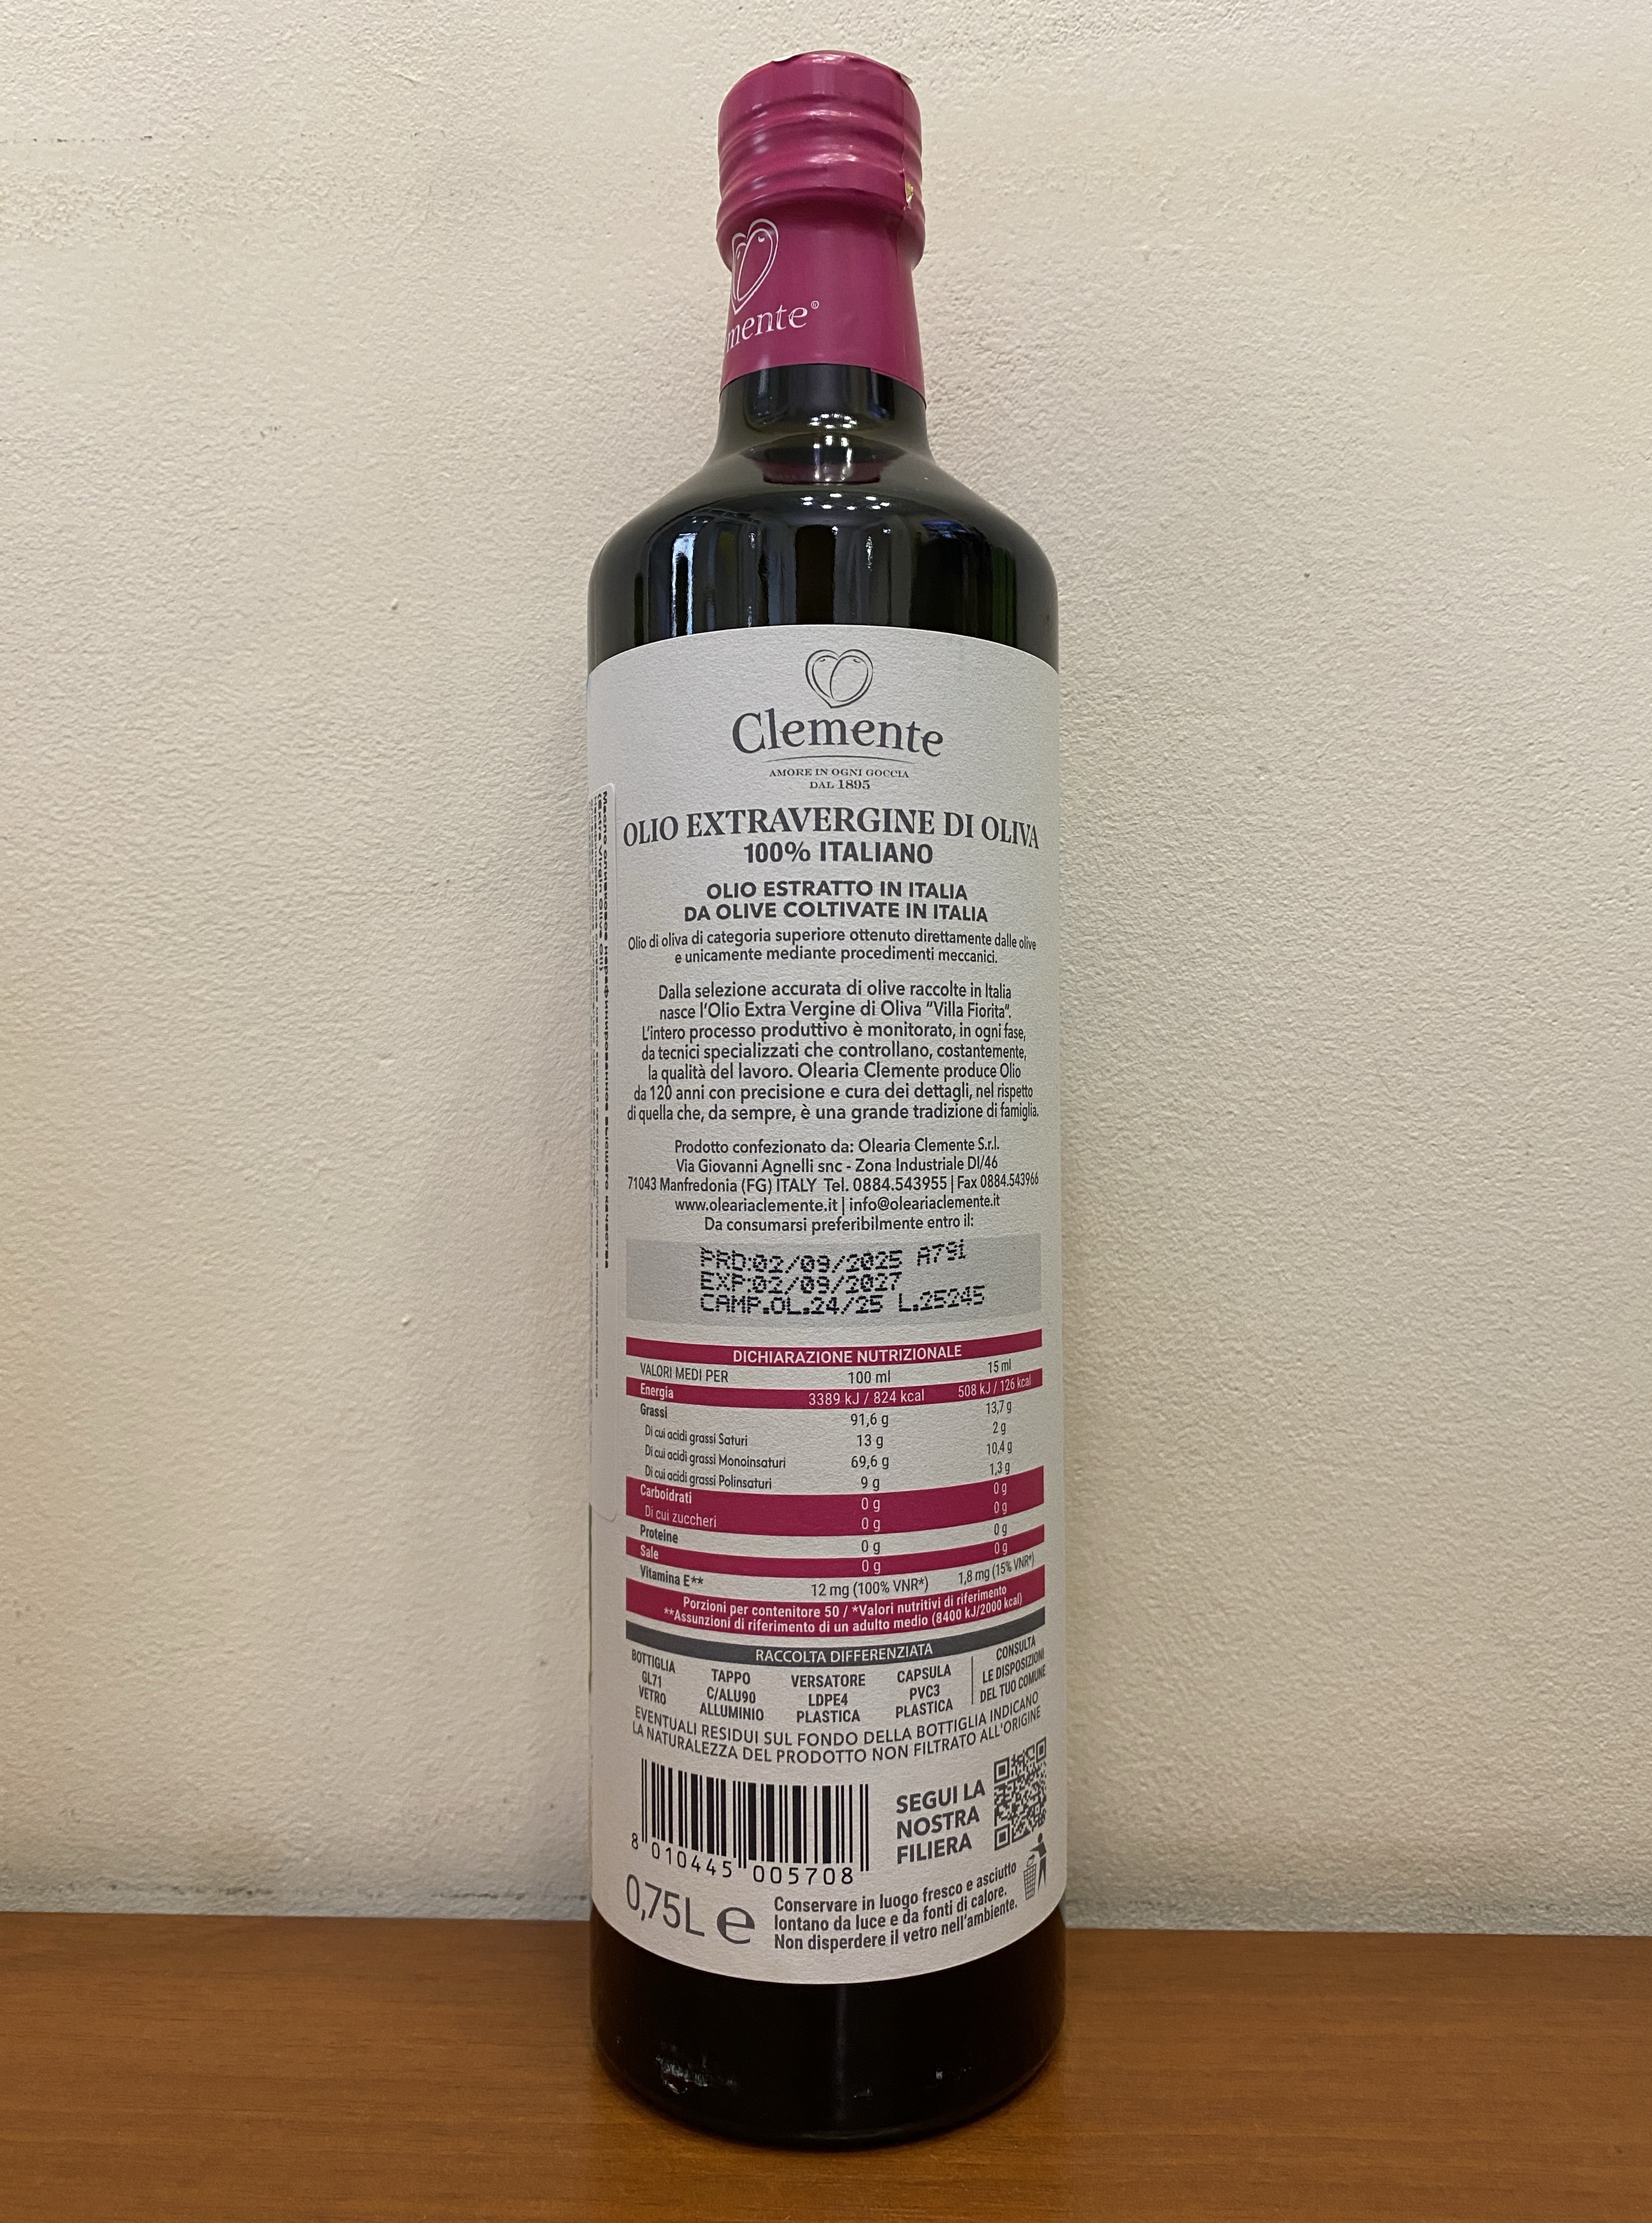 mente®
Clemente
AMORE IN OGNI GOCCIA
DAL 1895
OLIO EXTRAVERGINE DI OLIVA
100% ITALIANO
OLIO ESTRATTO IN ITALIA
DA OLIVE COLTIVATE IN ITALIA
Olio di oliva di categoria superiore ottenuto direttamente dalle olive
e unicamente mediante procedimenti meccanici.
Dalla selezione accurata di olive raccolte in Italia
nasce l'Olio Extra Vergine di Oliva "Villa Fiorita".
L'intero processo produttivo è monitorato, in ogni fase,
da tecnici specializzati che controllano, costantemente,
la qualità del lavoro. Olearia Clemente produce Olio
da 120 anni con precisione e cura dei dettagli, nel rispetto
di quella che, da sempre, è una grande tradizione di famiglia.
Prodotto confezionato da: Olearia Clemente S.r.l.
Via Giovanni Agnelli snc - Zona Industriale DI/46
71043 Manfredonia (FG) ITALY Tel. 0884.543955 | Fax 0884.543966
www.oleariaclemente.it | info@oleariaclemente.it
Da consumarsi preferibilmente entro il:
PRD:02/09/2025 A79i
EXP:02/09/2027
CAMP.OL.24/25 L.25245
DICHIARAZIONE NUTRIZIONALE
VALORI MEDI PER 100 ml 15 ml
Energia 3389 kJ / 824 kcal 508 kJ / 126 kcal
Grassi 91,6 g 13,7 g
Di cui acidi grassi Saturi 13 g 2 g
Di cui acidi grassi Monoinsaturi 69,6 g 10,4 g
Di cui acidi grassi Polinsaturi 9 g 1,3 g
Carboidrati 0 g 0 g
Di cui zuccheri 0 g 0 g
Proteine 0 g 0 g
Sale 0 g 0 g
Vitamina E** 12 mg (100% VNR*) 1,8 mg (15% VNR*)
Porzioni per contenitore 50 / *Valori nutritivi di riferimento
**Assunzioni di riferimento di un adulto medio (8400 kJ/2000 kcal)
RACCOLTA DIFFERENZIATA
BOTTIGLIA TAPPO VERSATORE CAPSULA CONSULTA
GL71 C/ALU90 LDPE4 PVC3 LE DISPOSIZIONI
VETRO ALLUMINIO PLASTICA PLASTICA DEL TUO COMUNE
EVENTUALI RESIDUI SUL FONDO DELLA BOTTIGLIA INDICANO
LA NATURALEZZA DEL PRODOTTO NON FILTRATO ALL'ORIGINE
SEGUI LA
NOSTRA
FILIERA
8 010445 005708
0,75L e
Conservare in luogo fresco e asciutto
lontano da luce e da fonti di calore.
Non disperdere il vetro nell'ambiente.
Масло оливковое нерафинированное высшего качества
(Extra Virgin Olive Oil)